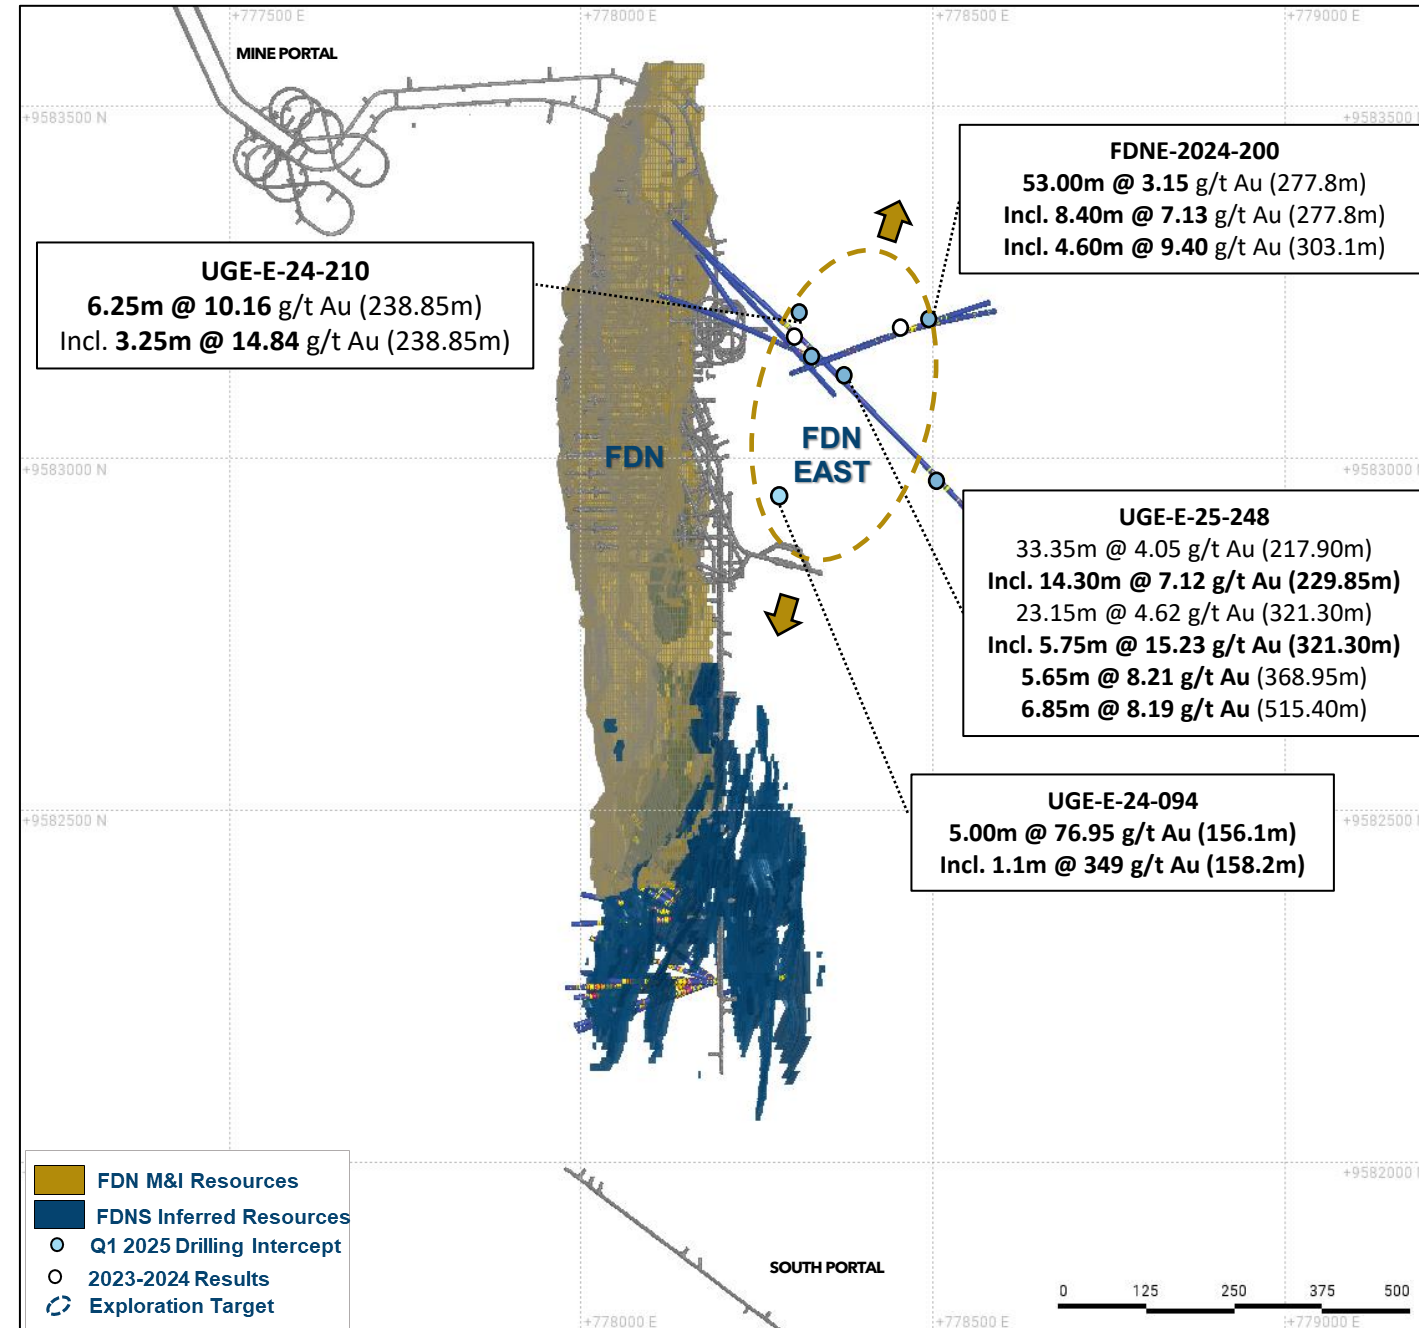 +777500 E
+778000 E
+778500 E
+779000 E
MINE PORTAL
+9583500 N
+9583500 N
FDNE-2024-200
53.00m @ 3.15 g/t Au (277.8m)
Incl. 8.40m @ 7.13 g/t Au (277.8m)
Incl. 4.60m @ 9.40 g/t Au (303.1m)
UGE-E-24-210
6.25m @ 10.16 g/t Au (238.85m)
Incl. 3.25m @ 14.84 g/t Au (238.85m)
FDN
FDN
EAST
+9583000 N
+9583000 N
UGE-E-25-248
33.35m @ 4.05 g/t Au (217.90m)
Incl. 14.30m @ 7.12 g/t Au (229.85m)
23.15m @ 4.62 g/t Au (321.30m)
Incl. 5.75m @ 15.23 g/t Au (321.30m)
5.65m @ 8.21 g/t Au (368.95m)
6.85m @ 8.19 g/t Au (515.40m)
UGE-E-24-094
5.00m @ 76.95 g/t Au (156.1m)
Incl. 1.1m @ 349 g/t Au (158.2m)
+9582500 N
+9582500 N
+9582000 N
FDN M&I Resources
FDNS Inferred Resources
Q1 2025 Drilling Intercept
2023-2024 Results
Exploration Target
SOUTH PORTAL
0 125 250 375 500
+778000 E
+778500 E
+779000 E